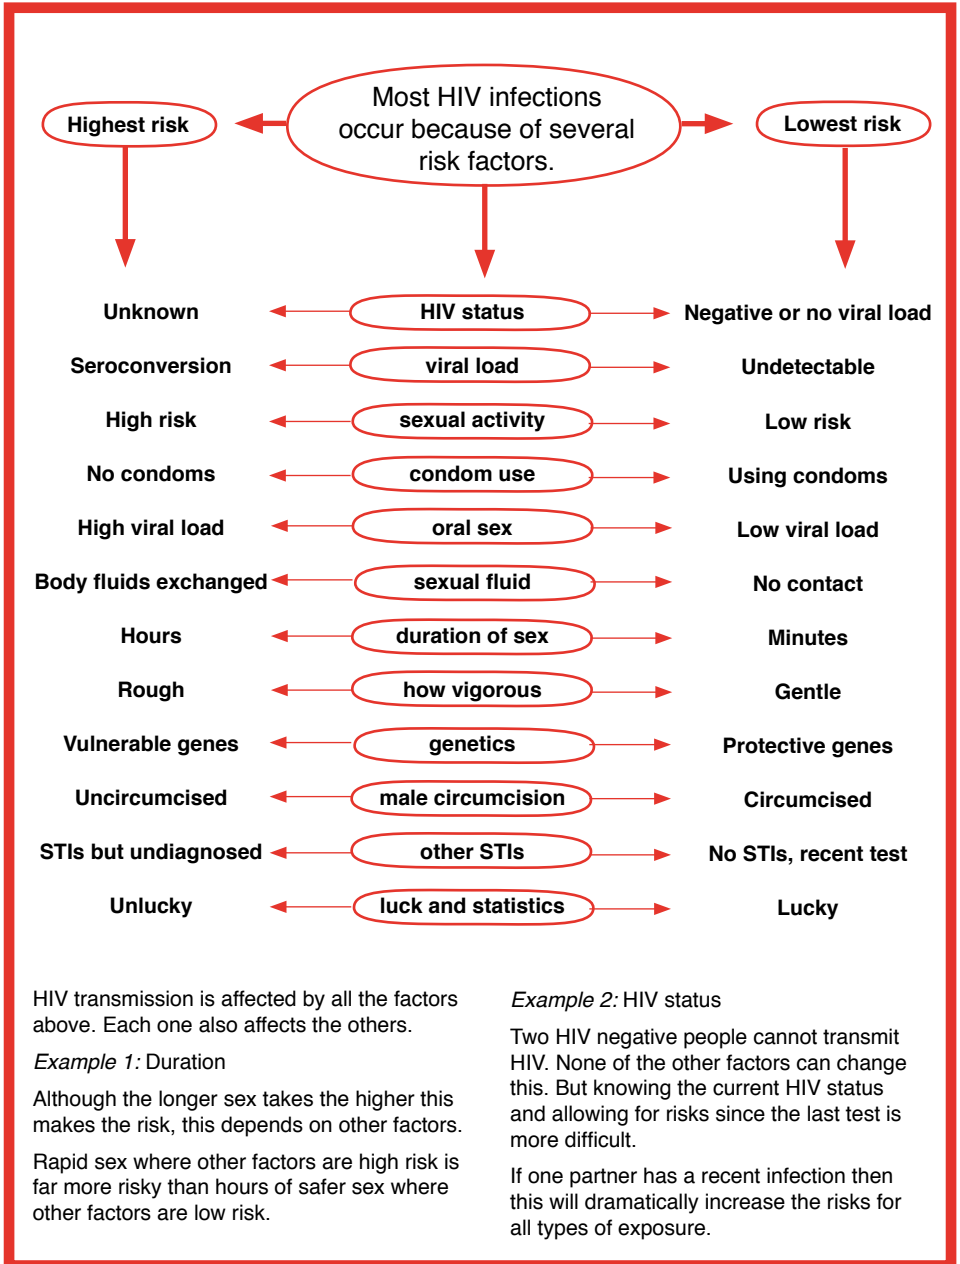 Most HIV infections
occur because of several
risk factors.
Highest risk
Lowest risk
Unknown HIV status Negative or no viral load
Seroconversion viral load Undetectable
High risk sexual activity Low risk
No condoms condom use Using condoms
High viral load oral sex Low viral load
Body fluids exchanged sexual fluid No contact
Hours duration of sex Minutes
Rough how vigorous Gentle
Vulnerable genes genetics Protective genes
Uncircumcised male circumcision Circumcised
STIs but undiagnosed other STIs No STIs, recent test
Unlucky luck and statistics Lucky
HIV transmission is affected by all the factors
above. Each one also affects the others.
Example 1: Duration
Although the longer sex takes the higher this
makes the risk, this depends on other factors.
Rapid sex where other factors are high risk is
far more risky than hours of safer sex where
other factors are low risk.
Example 2: HIV status
Two HIV negative people cannot transmit
HIV. None of the other factors can change
this. But knowing the current HIV status
and allowing for risks since the last test is
more difficult.
If one partner has a recent infection then
this will dramatically increase the risks for
all types of exposure.